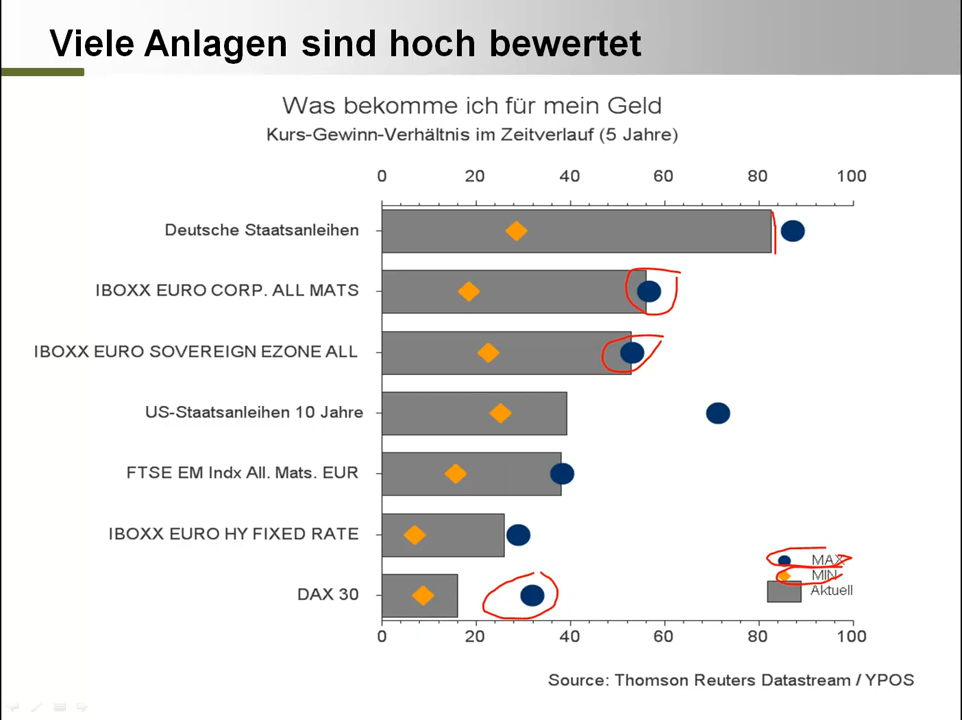 Viele Anlagen sind hoch bewertet
Was bekomme ich für mein Geld
Kurs-Gewinn-Verhältnis im Zeitverlauf (5 Jahre)
0 20 40 60 80 100
Deutsche Staatsanleihen
IBOXX EURO CORP. ALL MATS
IBOXX EURO SOVEREIGN EZONE ALL
US-Staatsanleihen 10 Jahre
FTSE EM Indx All. Mats. EUR
IBOXX EURO HY FIXED RATE
DAX 30
MAX
MIN
Aktuell
0 20 40 60 80 100
Source: Thomson Reuters Datastream / YPOS